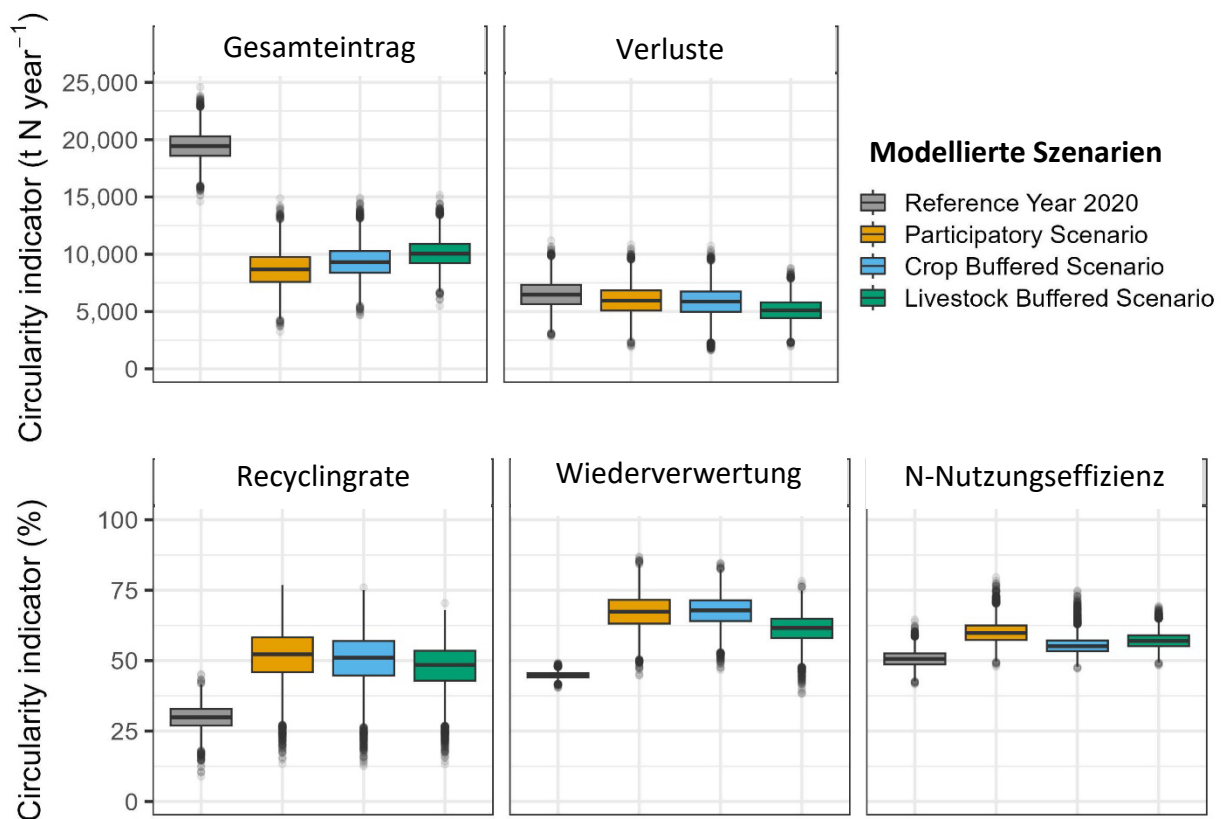 Circularity indicator (t N year⁻¹)
Gesamteintrag
Verluste
25,000
20,000
15,000
10,000
5,000
0
Modellierte Szenarien
Reference Year 2020
Participatory Scenario
Crop Buffered Scenario
Livestock Buffered Scenario
Circularity indicator (%)
Recyclingrate
Wiederverwertung
N-Nutzungseffizienz
100
75
50
25
0